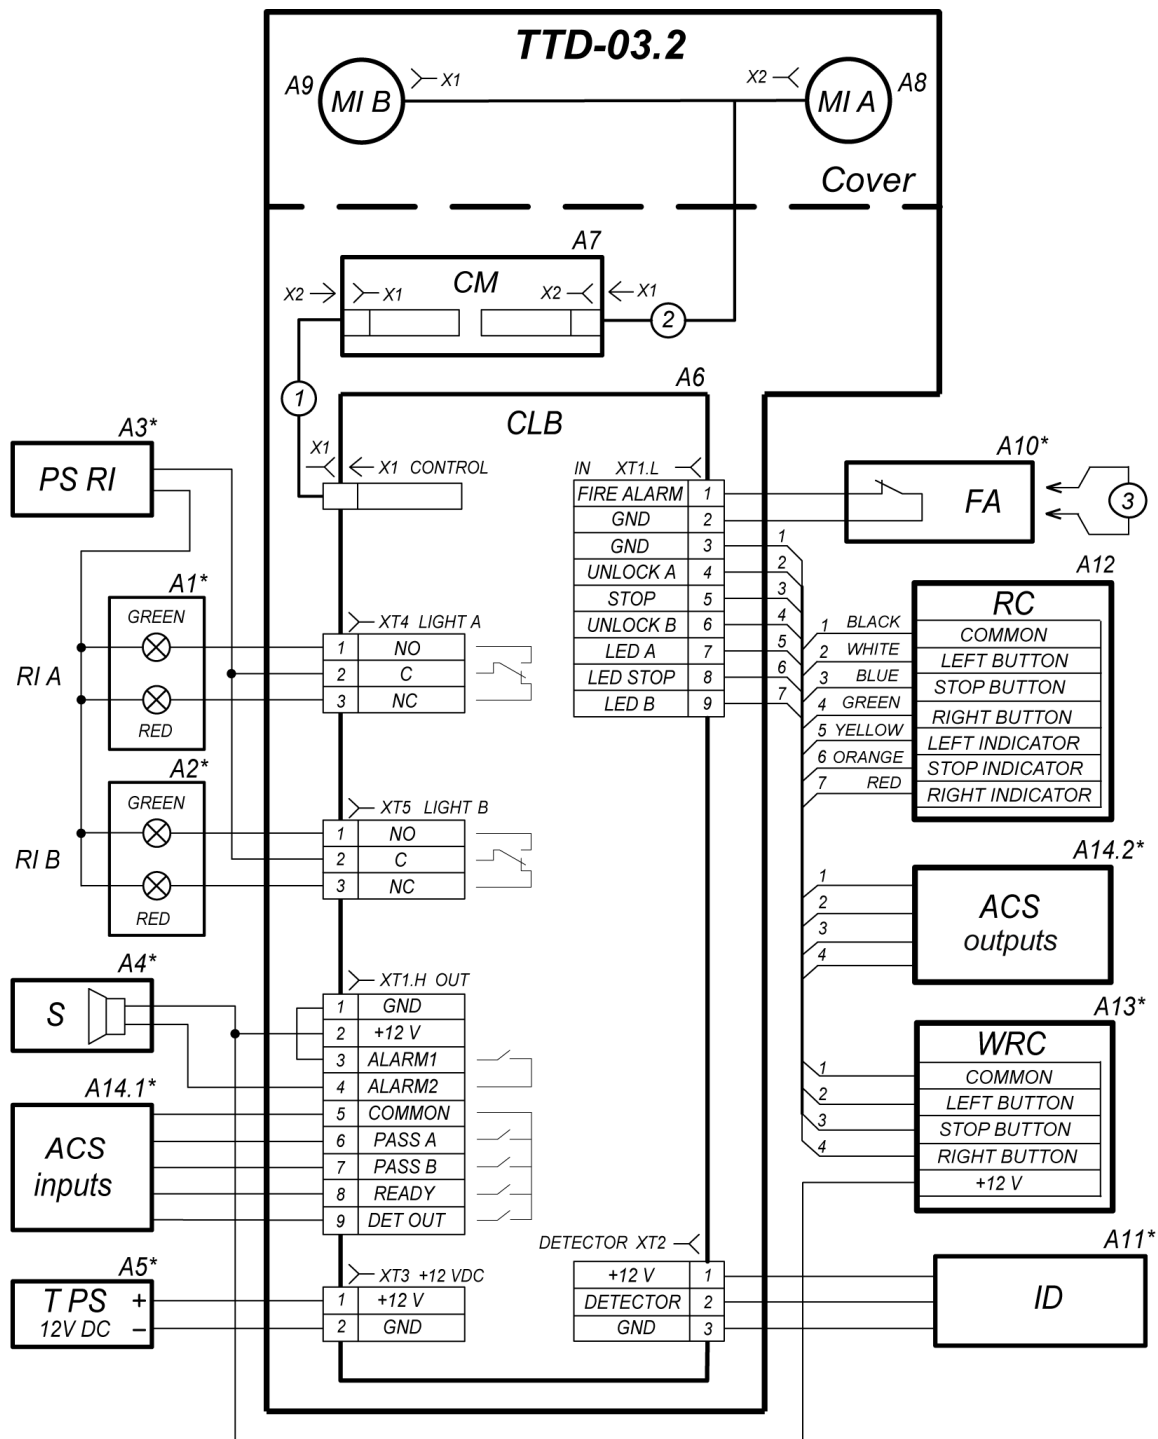 TTD-03.2
A9 MI B X1
X2 MI A A8
Cover
A7
CM
X2 X1 X2 X1
2
1
A6
CLB
X1
X1 CONTROL
A3*
PS RI
A1*
GREEN
RED
RI A
A2*
GREEN
RED
RI B
XT4 LIGHT A
1 NO
2 C
3 NC
XT5 LIGHT B
1 NO
2 C
3 NC
A4*
S
A14.1*
ACS
inputs
A5*
T PS +
12V DC –
XT1.H OUT
1 GND
2 +12 V
3 ALARM1
4 ALARM2
5 COMMON
6 PASS A
7 PASS B
8 READY
9 DET OUT
XT3 +12 VDC
1 +12 V
2 GND
IN XT1.L
FIRE ALARM 1
GND 2
GND 3
UNLOCK A 4
STOP 5
UNLOCK B 6
LED A 7
LED STOP 8
LED B 9
1
2
3
4
5
6
7
DETECTOR XT2
+12 V 1
DETECTOR 2
GND 3
A10*
FA
3
A12
RC
1 BLACK COMMON
2 WHITE LEFT BUTTON
3 BLUE STOP BUTTON
4 GREEN RIGHT BUTTON
5 YELLOW LEFT INDICATOR
6 ORANGE STOP INDICATOR
7 RED RIGHT INDICATOR
A14.2*
ACS
outputs
1
2
3
4
A13*
WRC
1 COMMON
2 LEFT BUTTON
3 STOP BUTTON
4 RIGHT BUTTON
+12 V
A11*
ID